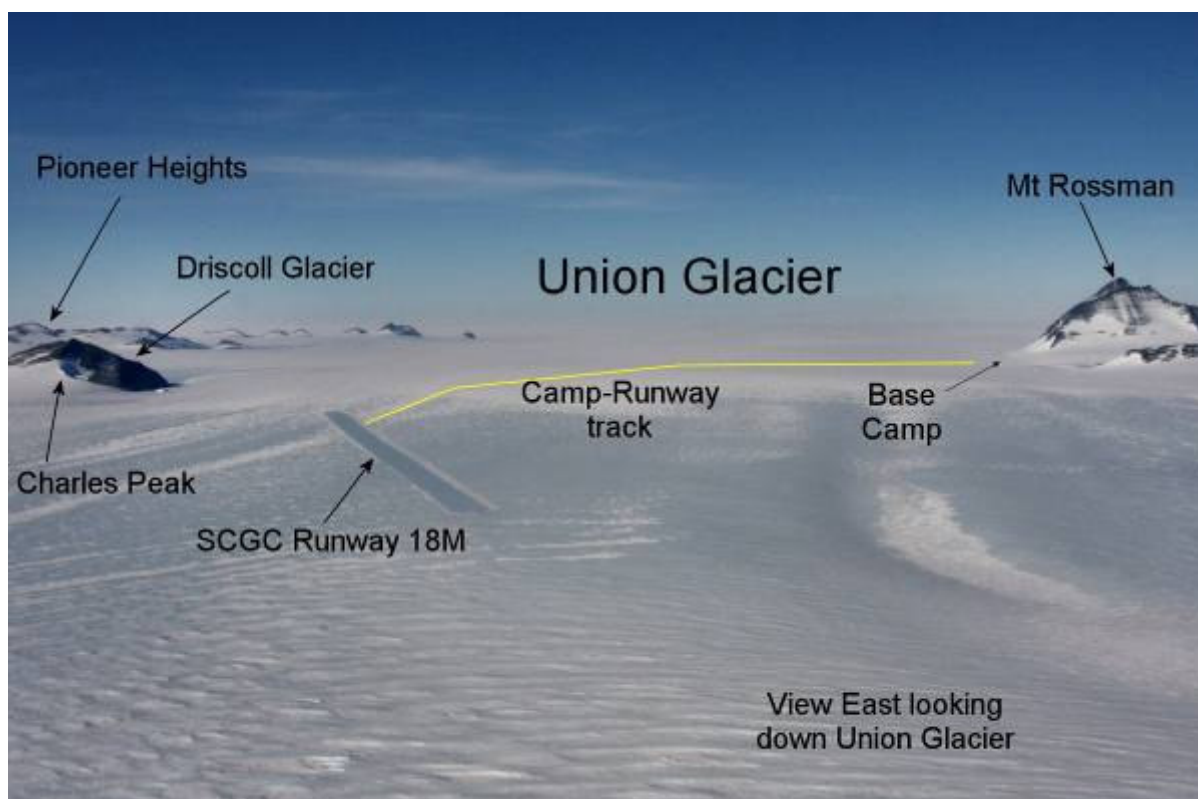 Pioneer Heights
Mt Rossman
Driscoll Glacier
Union Glacier
Camp-Runway
track
Base
Camp
Charles Peak
SCGC Runway 18M
View East looking
down Union Glacier